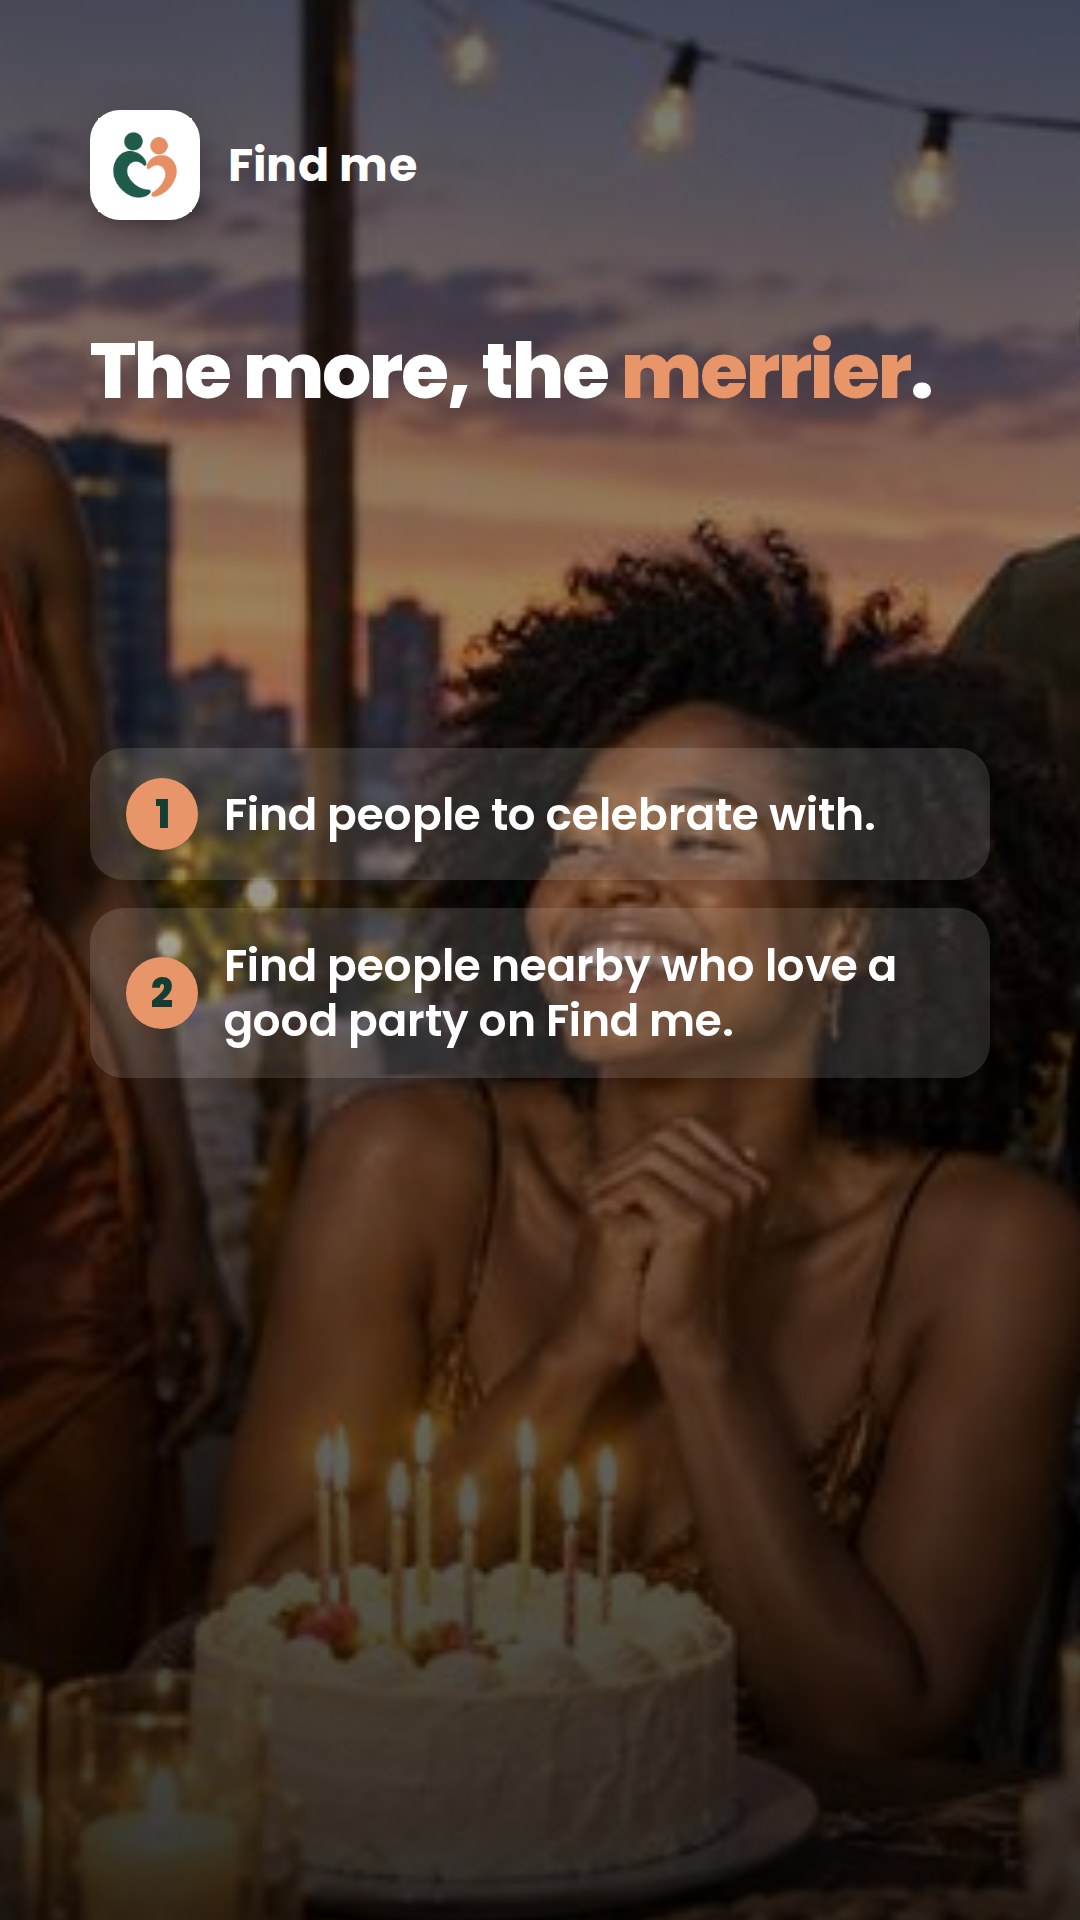 Find me
The more, the merrier.
1
Find people to celebrate with.
2
Find people nearby who love a
good party on Find me.